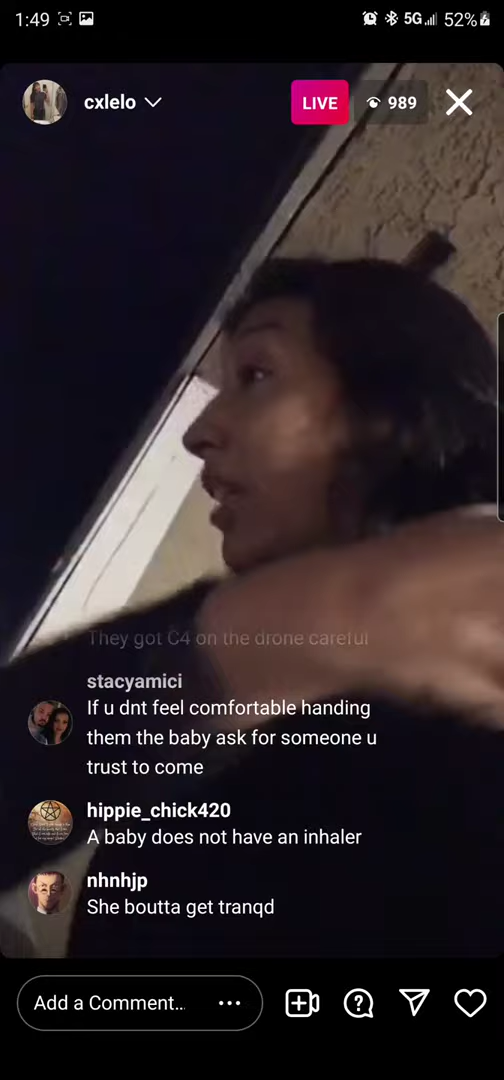 1:49
5G 52%
cxlelo
LIVE
989
They got C4 on the drone careful
stacyamici
If u dnt feel comfortable handing
them the baby ask for someone u
trust to come
hippie_chick420
A baby does not have an inhaler
nhnhjp
She boutta get tranqd
Add a Comment...